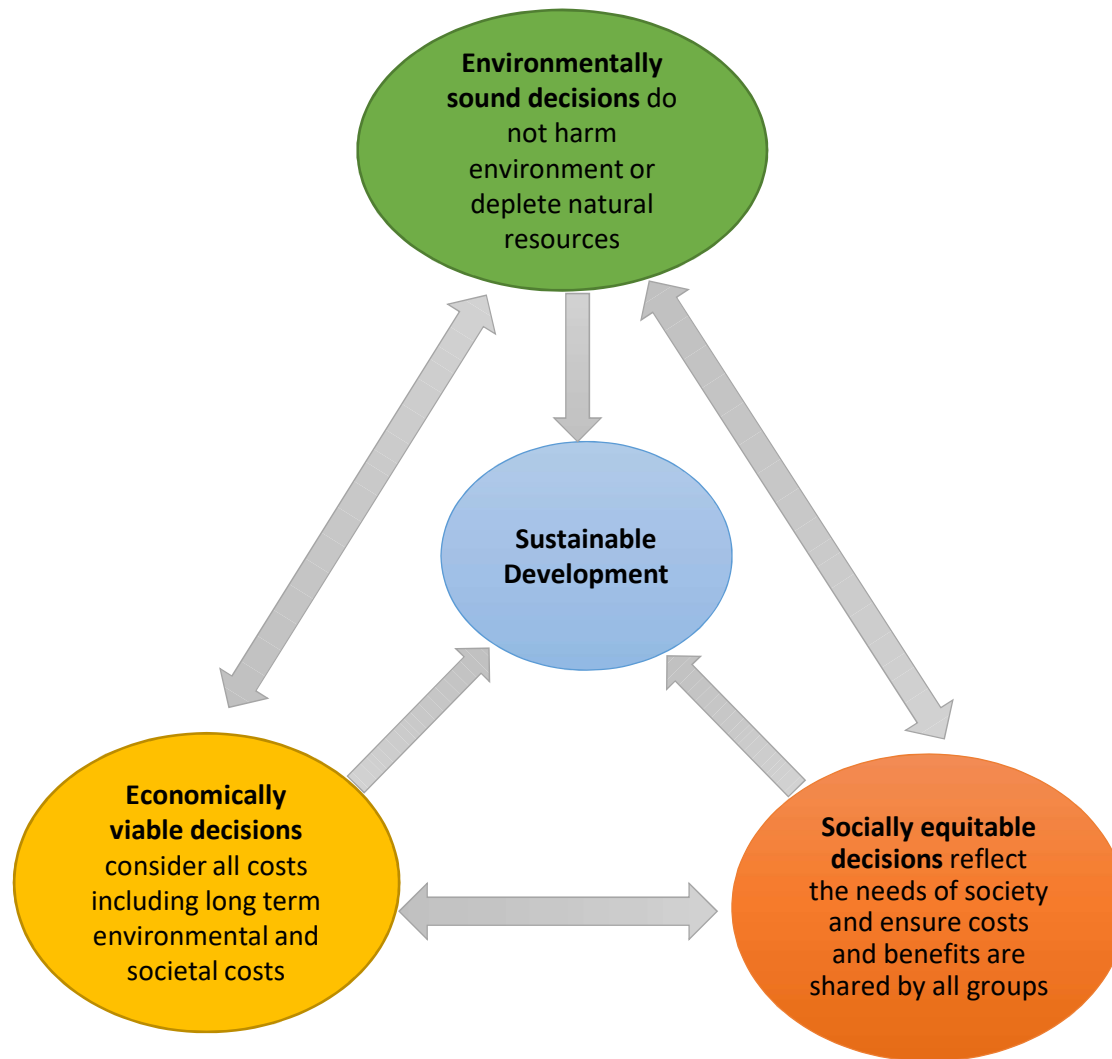 Environmentally
sound decisions do
not harm
environment or
deplete natural
resources
Sustainable
Development
Economically
viable decisions
consider all costs
including long term
environmental and
societal costs
Socially equitable
decisions reflect
the needs of society
and ensure costs
and benefits are
shared by all groups